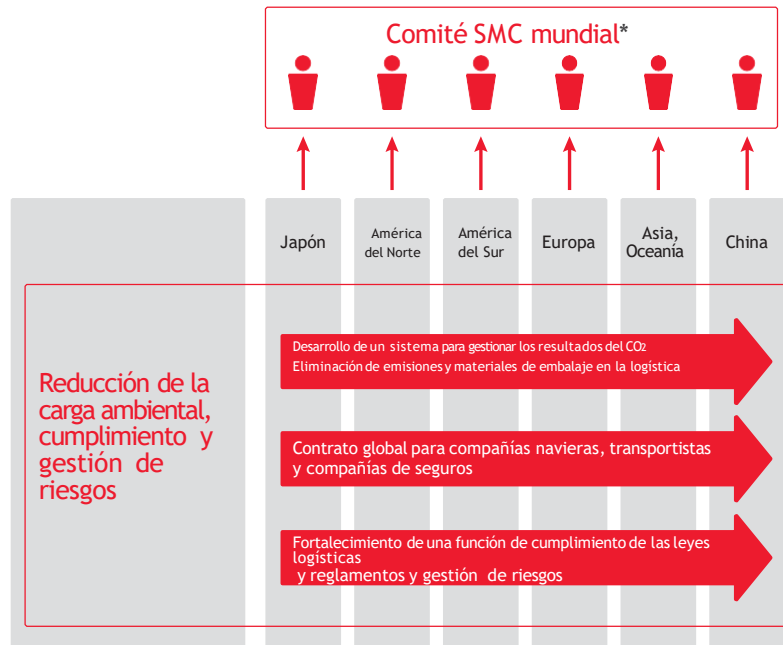 Comité SMC mundial*
Japón
América
del Norte
América
del Sur
Europa
Asia,
Oceanía
China
Reducción de la
carga ambiental,
cumplimiento y
gestión de
riesgos
Desarrollo de un sistema para gestionar los resultados del CO2
Eliminación de emisiones y materiales de embalaje en la logística
Contrato global para compañías navieras, transportistas
y compañías de seguros
Fortalecimiento de una función de cumplimiento de las leyes
logísticas
y reglamentos y gestión de riesgos